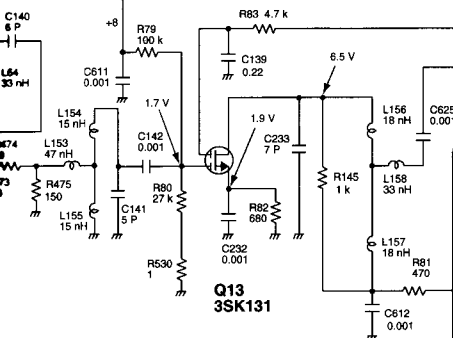 C140
6 P
+8
R79
100 k
R83 4.7 k
L64
33 nH
C611
0.001
C139
0.22
6.5 V
1.7 V
L154
15 nH
C142
0.001
1.9 V
C233
7 P
L156
18 nH
C625
0.001
L153
47 nH
R475
150
L155
15 nH
C141
5 P
R80
27 k
R82
680
R145
1 k
L158
33 nH
C232
0.001
L157
18 nH
R530
1
R81
470
Q13
3SK131
C612
0.001